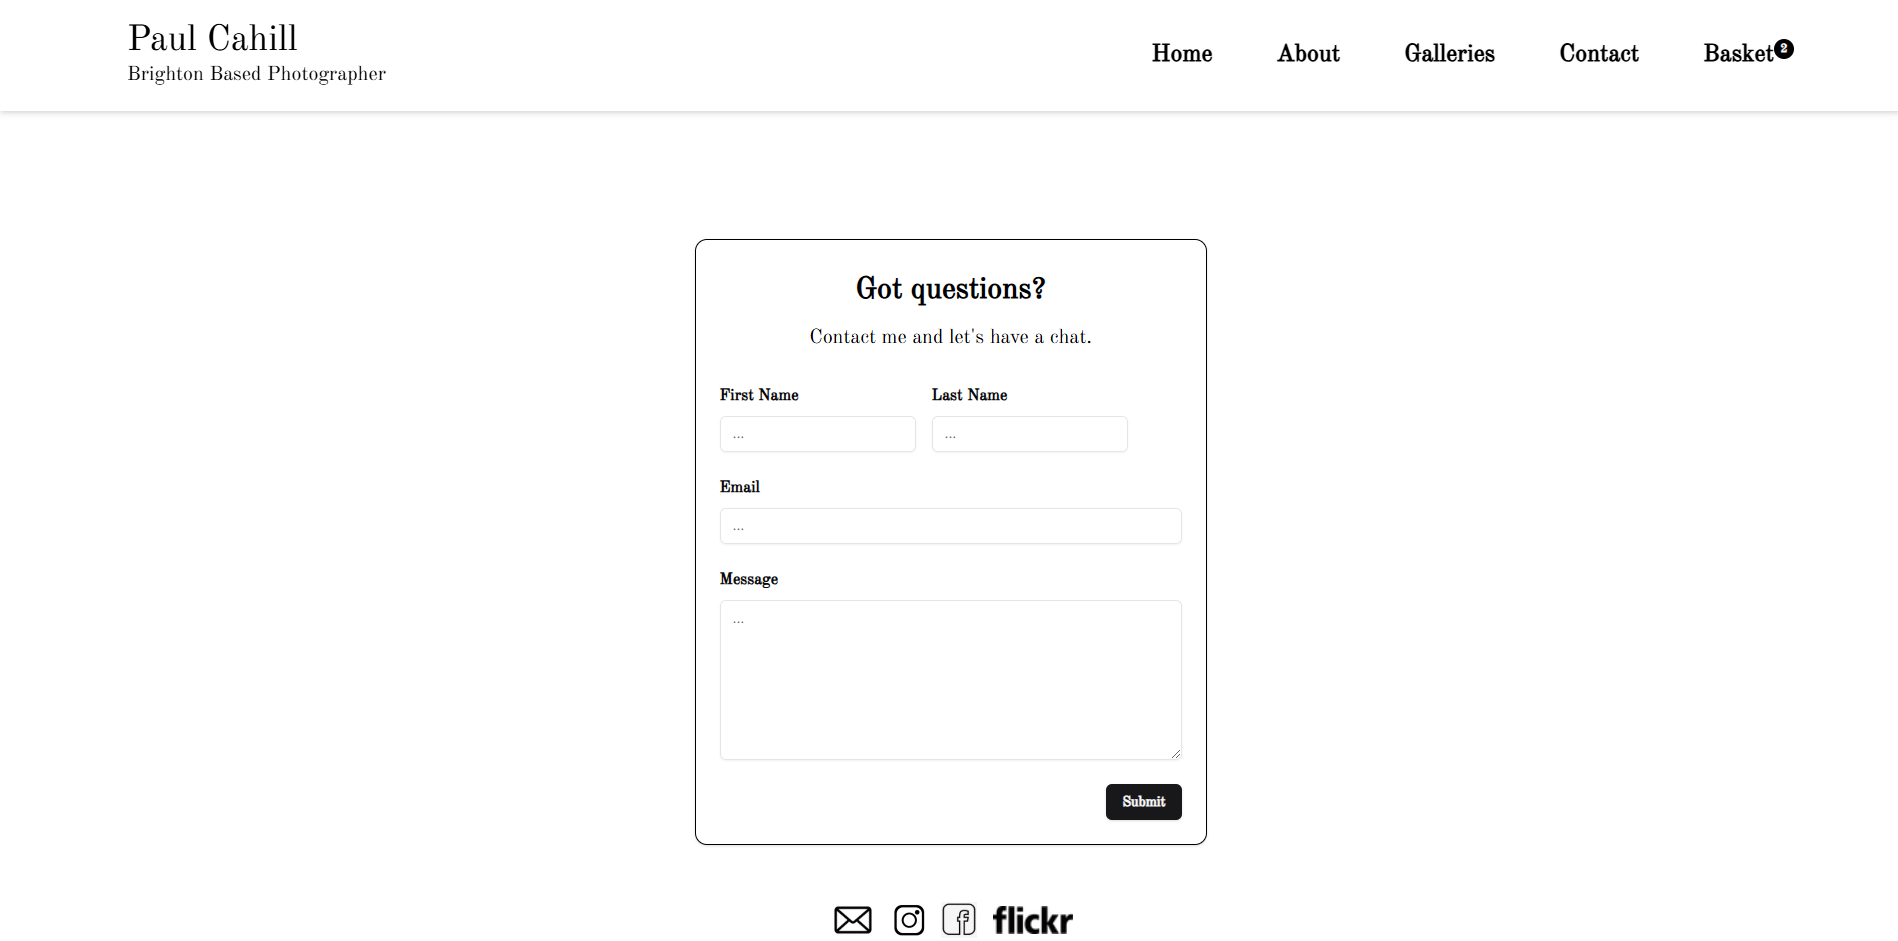 Paul Cahill
Brighton Based Photographer
Home About Galleries Contact Basket 2
Got questions?
Contact me and let's have a chat.
First Name Last Name
... ...
Email
...
Message
...
Submit
flickr